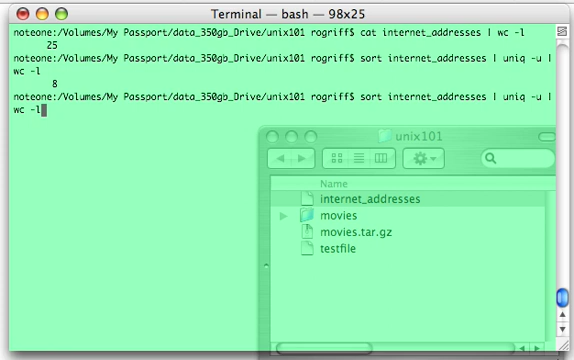 Terminal — bash — 98x25
noteone:/Volumes/My Passport/data_350gb_Drive/unix101 rogriff$ cat internet_addresses | wc -l
25
noteone:/Volumes/My Passport/data_350gb_Drive/unix101 rogriff$ sort internet_addresses | uniq -u |
wc -l
8
noteone:/Volumes/My Passport/data_350gb_Drive/unix101 rogriff$ sort internet_addresses | uniq -u |
wc -l
unix101
Name
internet_addresses
movies
movies.tar.gz
testfile